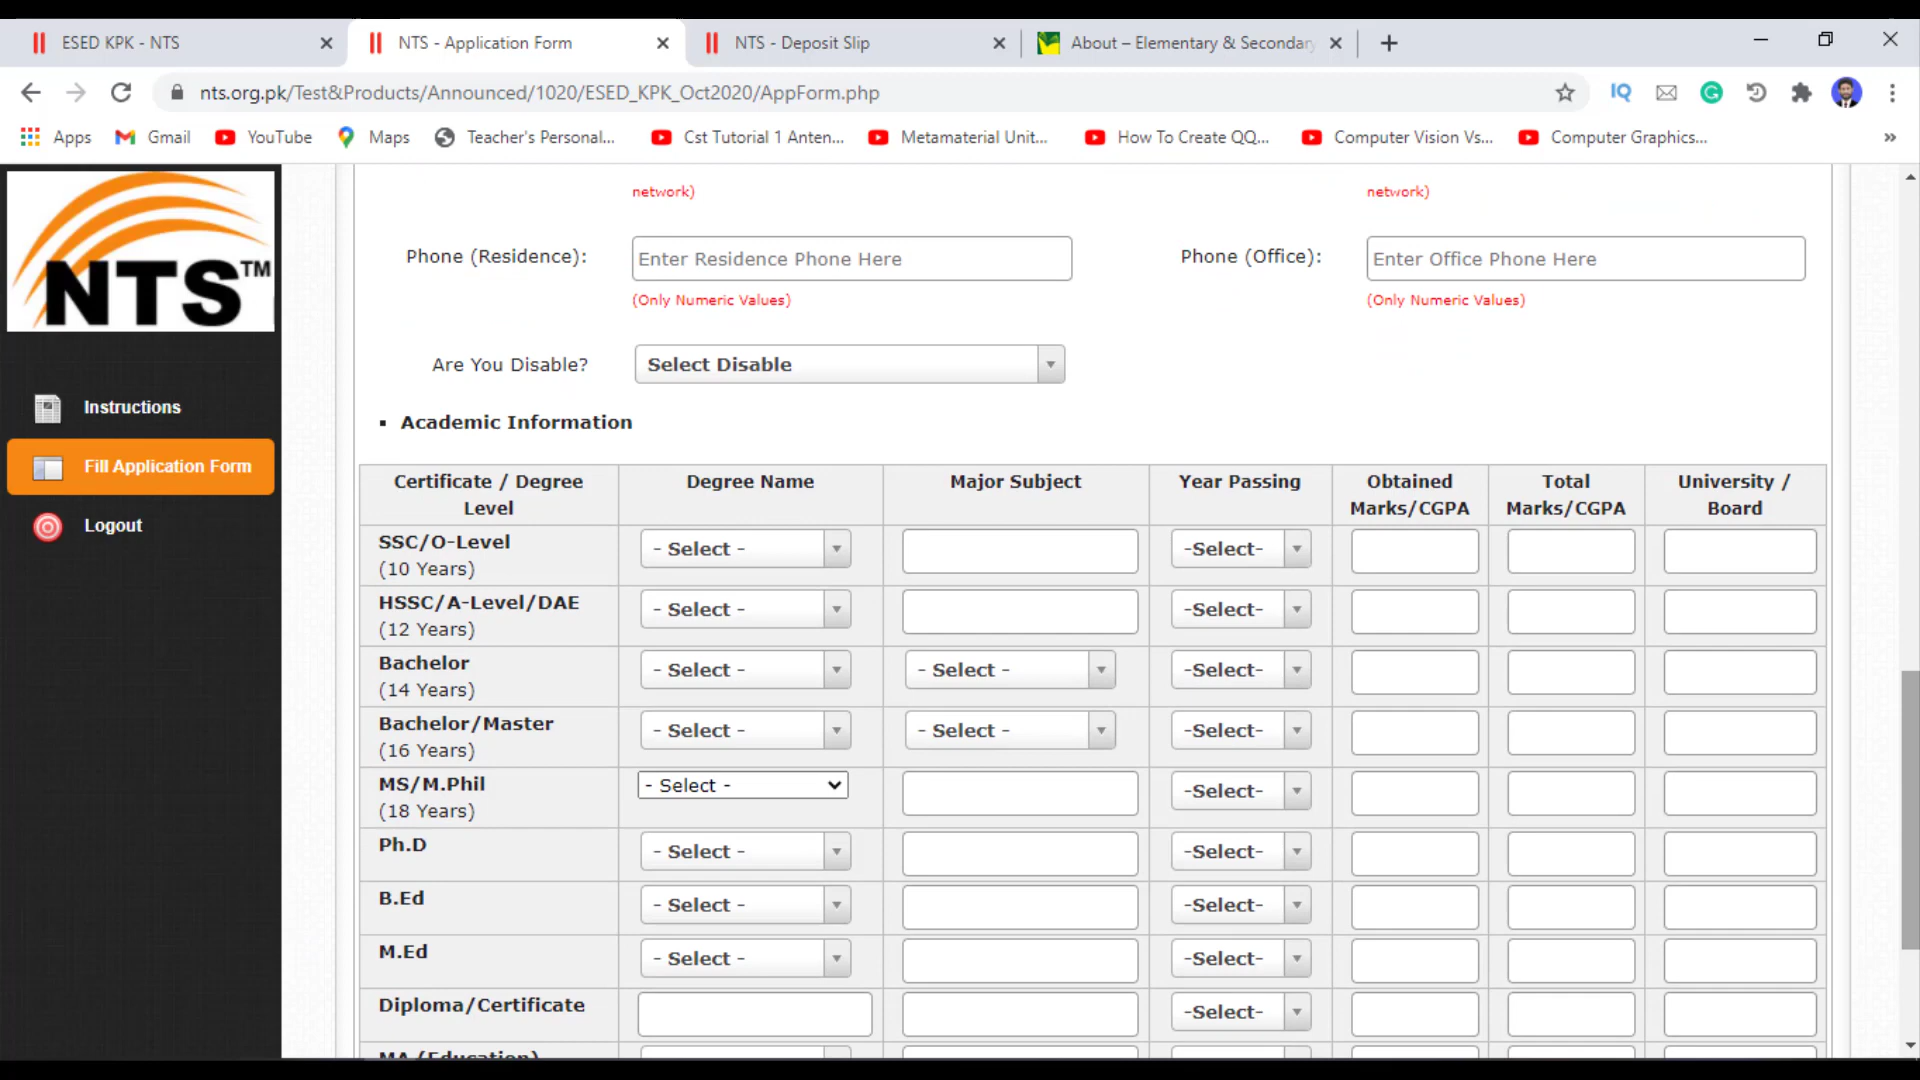 ESED KPK - NTS
NTS - Application Form
NTS - Deposit Slip
About – Elementary & Secondary
nts.org.pk/Test&Products/Announced/1020/ESED_KPK_Oct2020/AppForm.php
IQ
Apps
Gmail
YouTube
Maps
Teacher's Personal...
Cst Tutorial 1 Anten...
Metamaterial Unit...
How To Create QQ...
Computer Vision Vs...
Computer Graphics...
»
NTS™
Instructions
Fill Application Form
Logout
network)
network)
Phone (Residence): Enter Residence Phone Here
Phone (Office): Enter Office Phone Here
(Only Numeric Values)
(Only Numeric Values)
Are You Disable? Select Disable
▪ Academic Information
Certificate / Degree Level
Degree Name
Major Subject
Year Passing
Obtained Marks/CGPA
Total Marks/CGPA
University / Board
SSC/O-Level - Select - -Select-
(10 Years)
HSSC/A-Level/DAE - Select - -Select-
(12 Years)
Bachelor - Select - - Select - -Select-
(14 Years)
Bachelor/Master - Select - - Select - -Select-
(16 Years)
MS/M.Phil - Select - -Select-
(18 Years)
Ph.D - Select - -Select-
B.Ed - Select - -Select-
M.Ed - Select - -Select-
Diploma/Certificate -Select-
MA (Education)